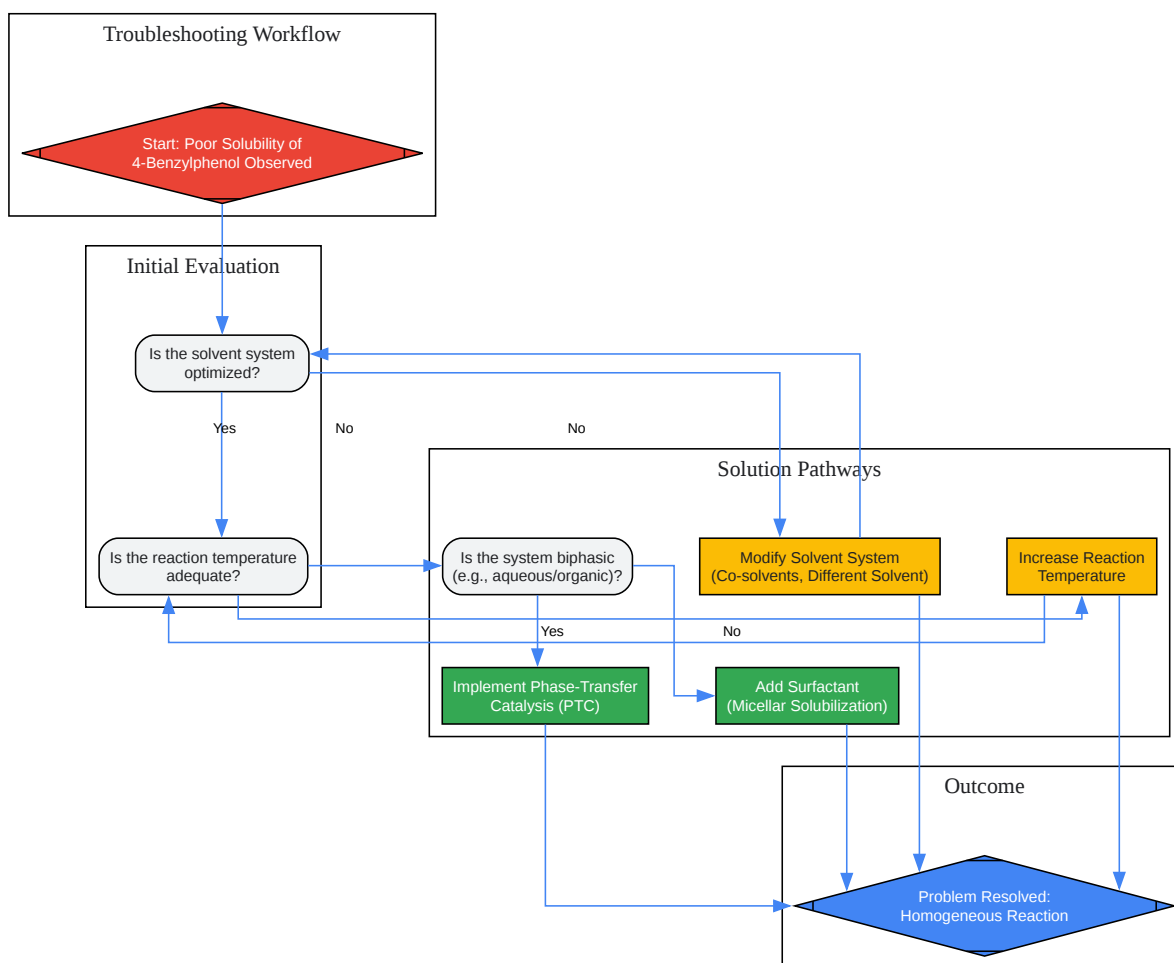 Troubleshooting Workflow
Start: Poor Solubility of
4-Benzylphenol Observed
Initial Evaluation
Is the solvent system
optimized?
Yes
No
No
Solution Pathways
Is the reaction temperature
adequate?
Is the system biphasic
(e.g., aqueous/organic)?
Modify Solvent System
(Co-solvents, Different Solvent)
Increase Reaction
Temperature
Yes
No
Implement Phase-Transfer
Catalysis (PTC)
Add Surfactant
(Micellar Solubilization)
Outcome
Problem Resolved:
Homogeneous Reaction